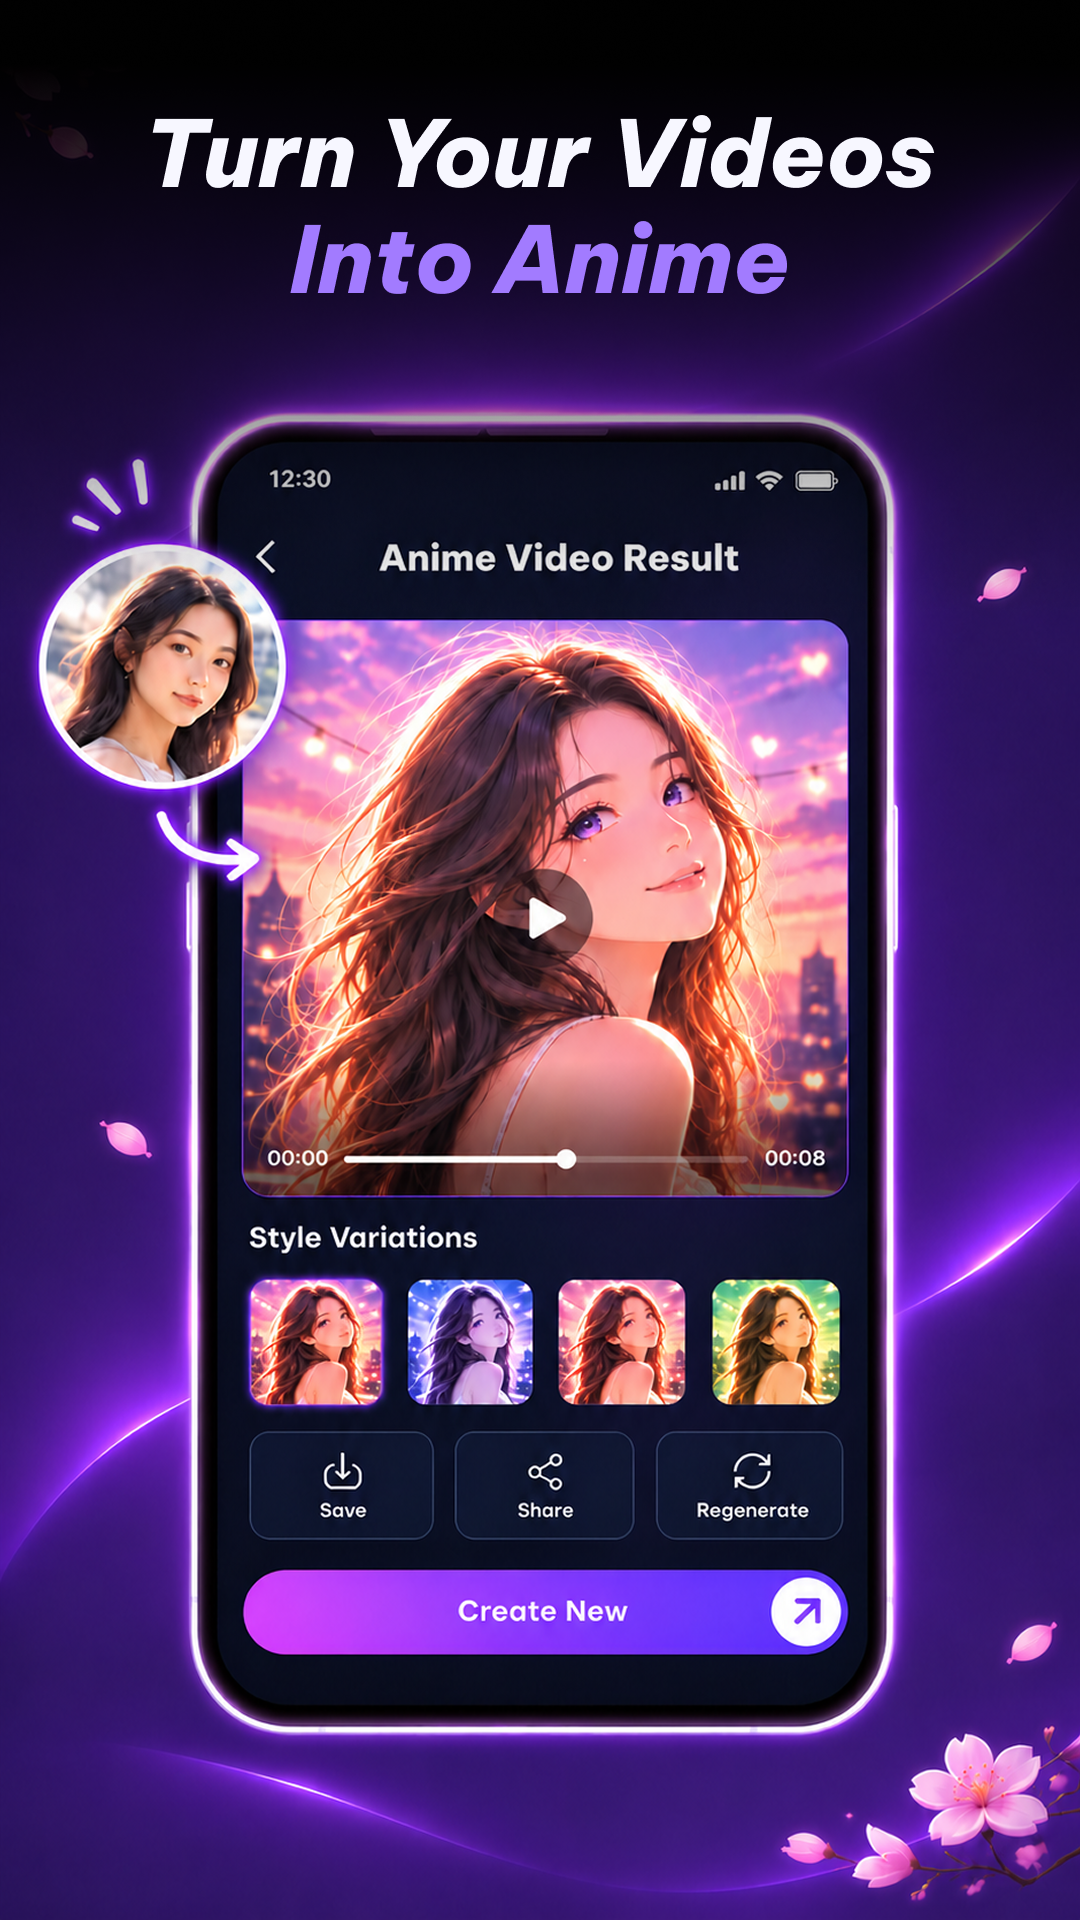 Turn Your Videos
Into Anime
12:30
Anime Video Result
00:00
00:08
Style Variations
Save
Share
Regenerate
Create New